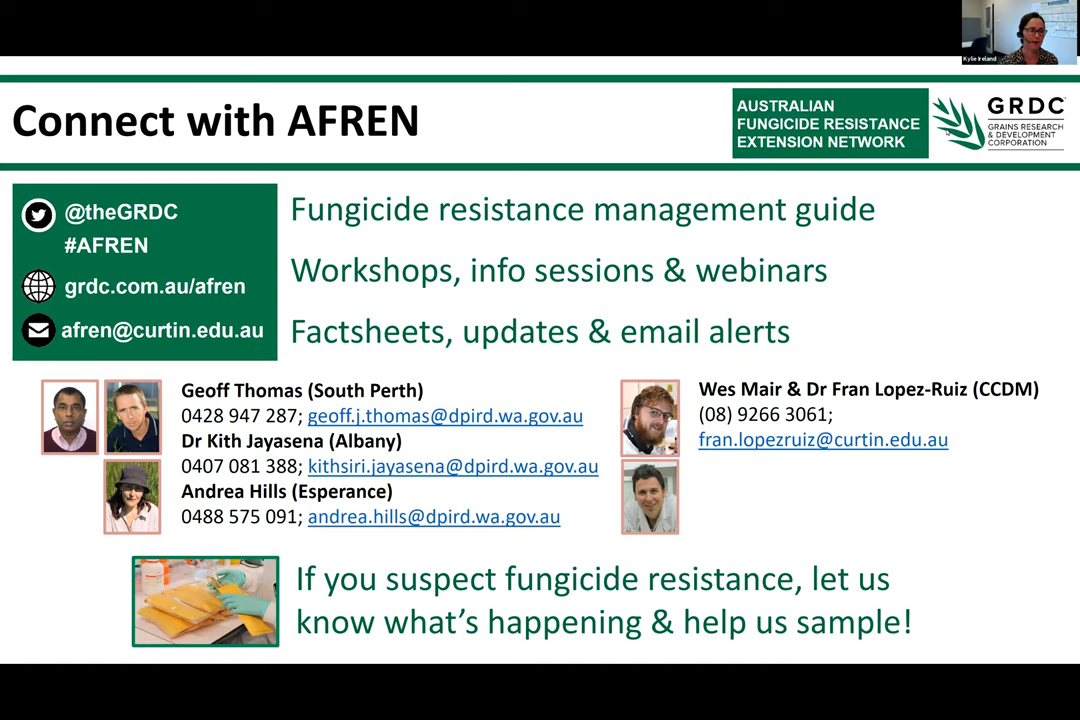 Kylie Ireland
Connect with AFREN
AUSTRALIAN
FUNGICIDE RESISTANCE
EXTENSION NETWORK
GRDC
GRAINS RESEARCH
& DEVELOPMENT
CORPORATION
@theGRDC
#AFREN
grdc.com.au/afren
afren@curtin.edu.au
Fungicide resistance management guide
Workshops, info sessions & webinars
Factsheets, updates & email alerts
Geoff Thomas (South Perth)
0428 947 287; geoff.j.thomas@dpird.wa.gov.au
Dr Kith Jayasena (Albany)
0407 081 388; kithsiri.jayasena@dpird.wa.gov.au
Andrea Hills (Esperance)
0488 575 091; andrea.hills@dpird.wa.gov.au
Wes Mair & Dr Fran Lopez-Ruiz (CCDM)
(08) 9266 3061;
fran.lopezruiz@curtin.edu.au
If you suspect fungicide resistance, let us
know what's happening & help us sample!